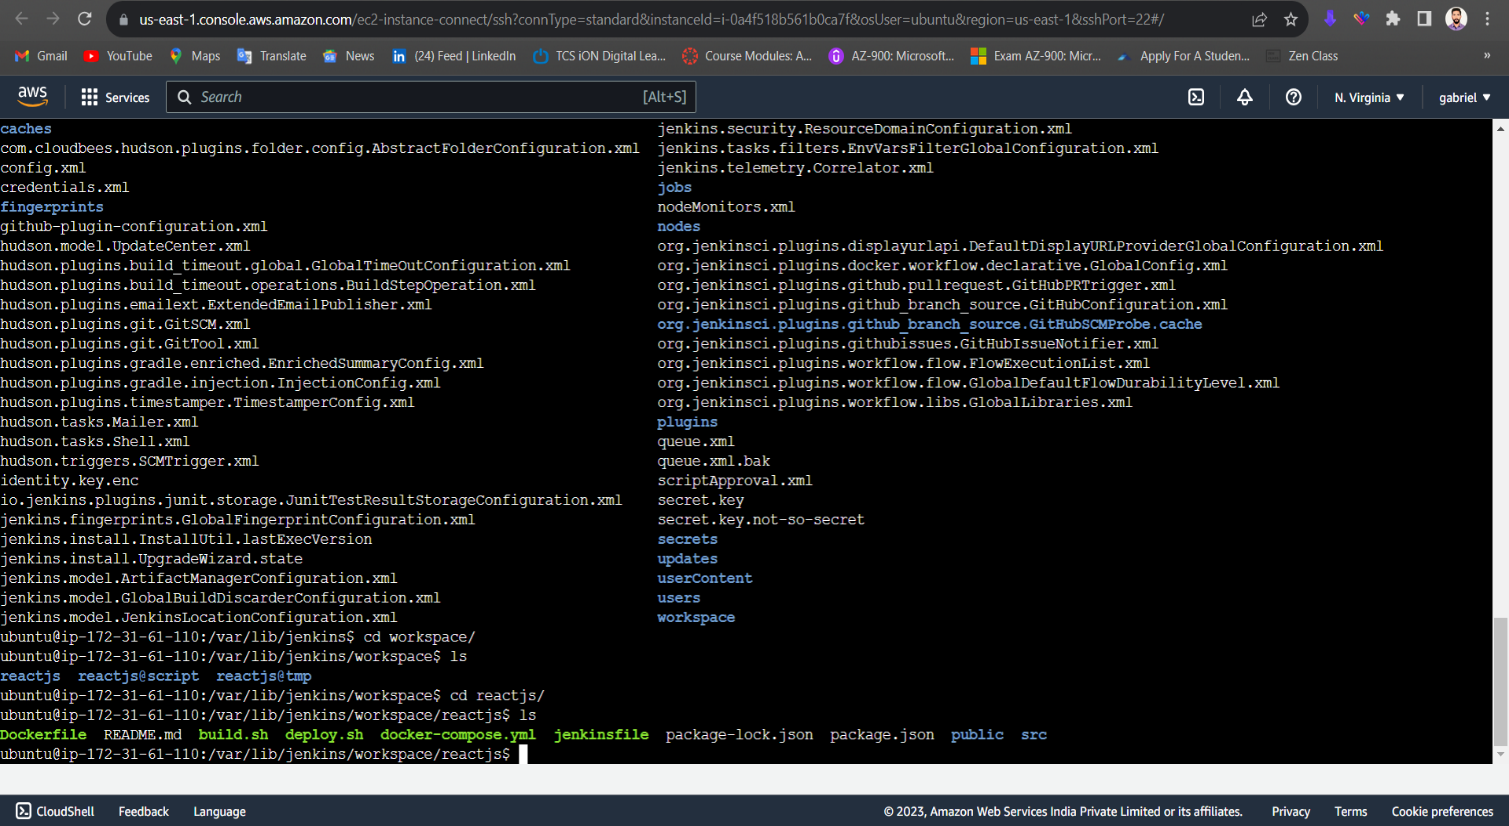 us-east-1.console.aws.amazon.com/ec2-instance-connect/ssh?connType=standard&instanceId=i-0a4f518b561b0ca7f&osUser=ubuntu&region=us-east-1&sshPort=22#/
Gmail YouTube Maps Translate News (24) Feed | LinkedIn TCS iON Digital Lea... Course Modules: A... AZ-900: Microsoft... Exam AZ-900: Micr... Apply For A Studen... Zen Class »
aws Services Search [Alt+S] N. Virginia gabriel
caches jenkins.security.ResourceDomainConfiguration.xml
com.cloudbees.hudson.plugins.folder.config.AbstractFolderConfiguration.xml jenkins.tasks.filters.EnvVarsFilterGlobalConfiguration.xml
config.xml jenkins.telemetry.Correlator.xml
credentials.xml jobs
fingerprints nodeMonitors.xml
github-plugin-configuration.xml nodes
hudson.model.UpdateCenter.xml org.jenkinsci.plugins.displayurlapi.DefaultDisplayURLProviderGlobalConfiguration.xml
hudson.plugins.build_timeout.global.GlobalTimeOutConfiguration.xml org.jenkinsci.plugins.docker.workflow.declarative.GlobalConfig.xml
hudson.plugins.build_timeout.operations.BuildStepOperation.xml org.jenkinsci.plugins.github.pullrequest.GitHubPRTrigger.xml
hudson.plugins.emailext.ExtendedEmailPublisher.xml org.jenkinsci.plugins.github_branch_source.GitHubConfiguration.xml
hudson.plugins.git.GitSCM.xml org.jenkinsci.plugins.github_branch_source.GitHubSCMProbe.cache
hudson.plugins.git.GitTool.xml org.jenkinsci.plugins.githubissues.GitHubIssueNotifier.xml
hudson.plugins.gradle.enriched.EnrichedSummaryConfig.xml org.jenkinsci.plugins.workflow.flow.FlowExecutionList.xml
hudson.plugins.gradle.injection.InjectionConfig.xml org.jenkinsci.plugins.workflow.flow.GlobalDefaultFlowDurabilityLevel.xml
hudson.plugins.timestamper.TimestamperConfig.xml org.jenkinsci.plugins.workflow.libs.GlobalLibraries.xml
hudson.tasks.Mailer.xml plugins
hudson.tasks.Shell.xml queue.xml
hudson.triggers.SCMTrigger.xml queue.xml.bak
identity.key.enc scriptApproval.xml
io.jenkins.plugins.junit.storage.JunitTestResultStorageConfiguration.xml secret.key
jenkins.fingerprints.GlobalFingerprintConfiguration.xml secret.key.not-so-secret
jenkins.install.InstallUtil.lastExecVersion secrets
jenkins.install.UpgradeWizard.state updates
jenkins.model.ArtifactManagerConfiguration.xml userContent
jenkins.model.GlobalBuildDiscarderConfiguration.xml users
jenkins.model.JenkinsLocationConfiguration.xml workspace
ubuntu@ip-172-31-61-110:/var/lib/jenkins$ cd workspace/
ubuntu@ip-172-31-61-110:/var/lib/jenkins/workspace$ ls
reactjs reactjs@script reactjs@tmp
ubuntu@ip-172-31-61-110:/var/lib/jenkins/workspace$ cd reactjs/
ubuntu@ip-172-31-61-110:/var/lib/jenkins/workspace/reactjs$ ls
Dockerfile README.md build.sh deploy.sh docker-compose.yml jenkinsfile package-lock.json package.json public src
ubuntu@ip-172-31-61-110:/var/lib/jenkins/workspace/reactjs$
CloudShell Feedback Language © 2023, Amazon Web Services India Private Limited or its affiliates. Privacy Terms Cookie preferences